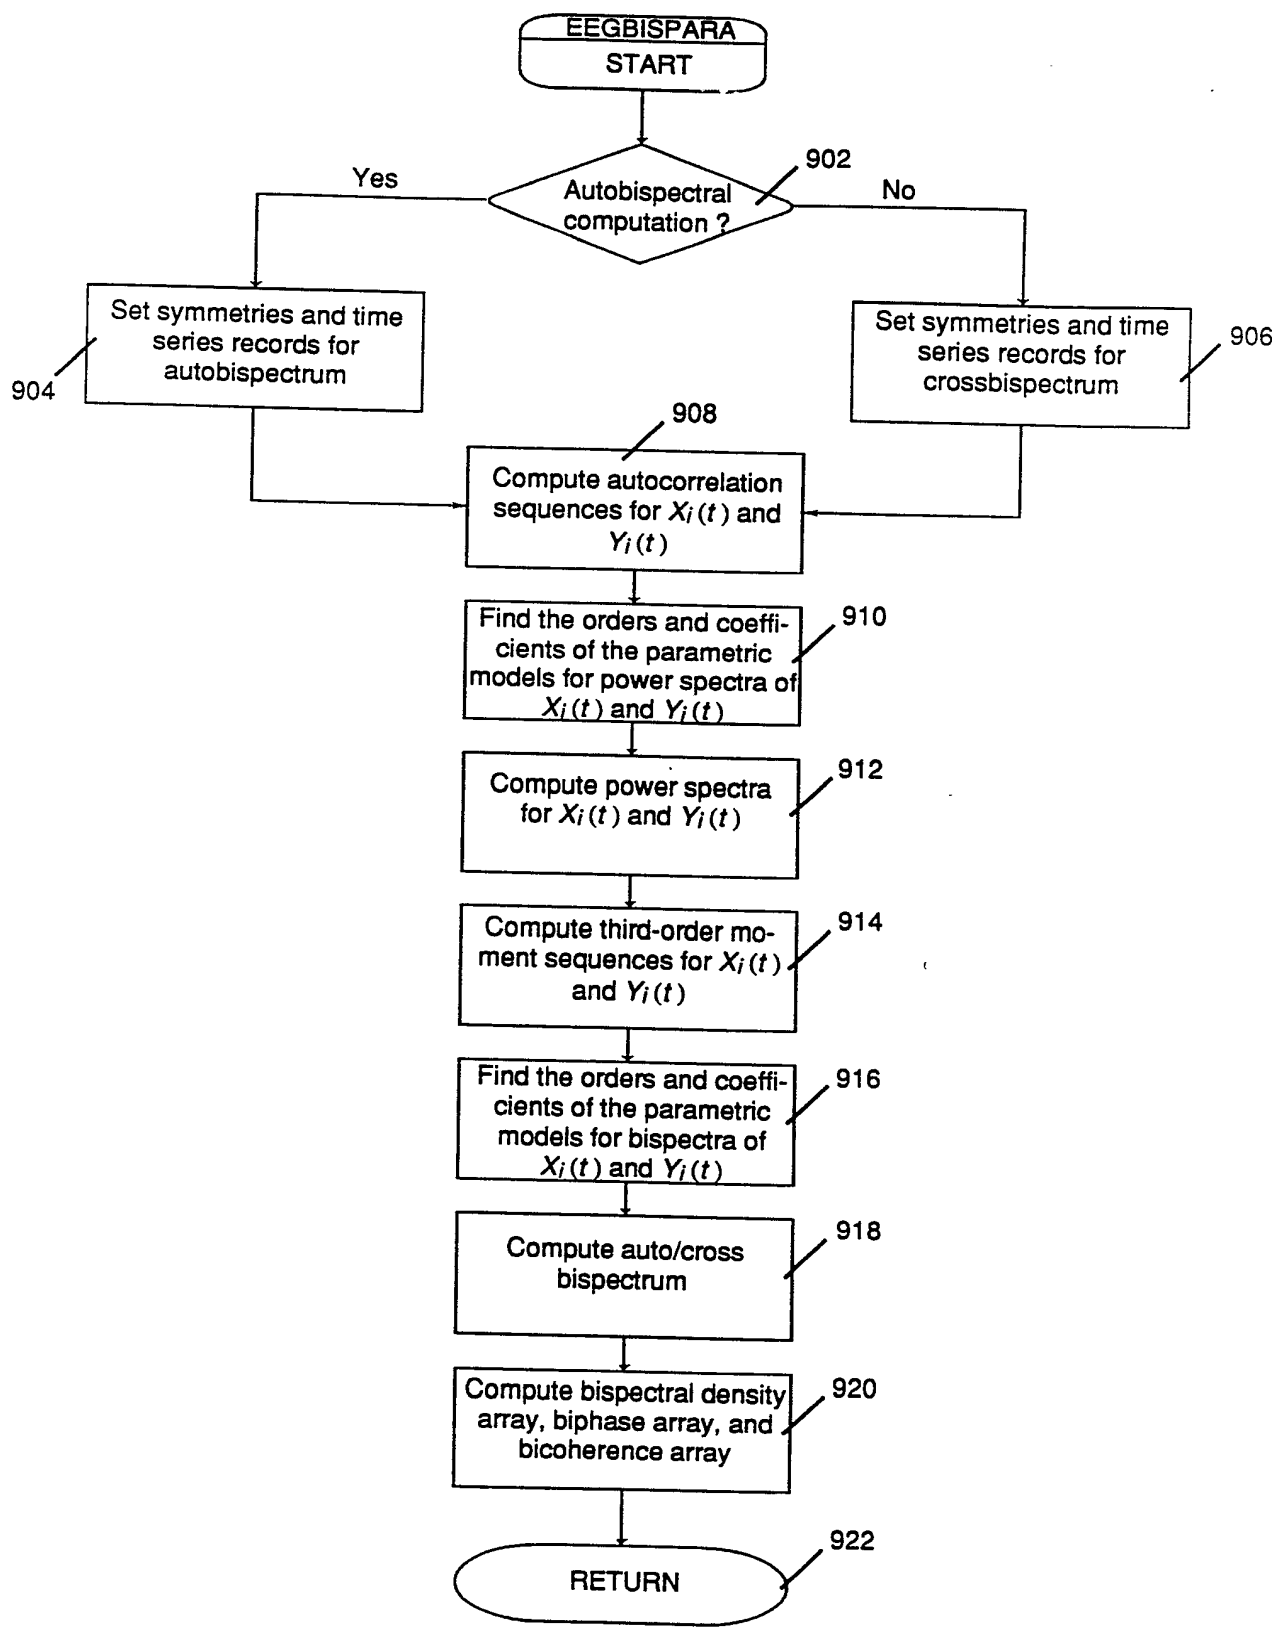 EEGBISPARA
START
902
Yes
Autobispectral
computation ?
No
Set symmetries and time
series records for
autobispectrum
904
Set symmetries and time
series records for
crossbispectrum
906
908
Compute autocorrelation
sequences for Xi(t) and
Yi(t)
910
Find the orders and coeffi-
cients of the parametric
models for power spectra of
Xi(t) and Yi(t)
912
Compute power spectra
for Xi(t) and Yi(t)
914
Compute third-order mo-
ment sequences for Xi(t)
and Yi(t)
916
Find the orders and coeffi-
cients of the parametric
models for bispectra of
Xi(t) and Yi(t)
918
Compute auto/cross
bispectrum
920
Compute bispectral density
array, biphase array, and
bicoherence array
922
RETURN